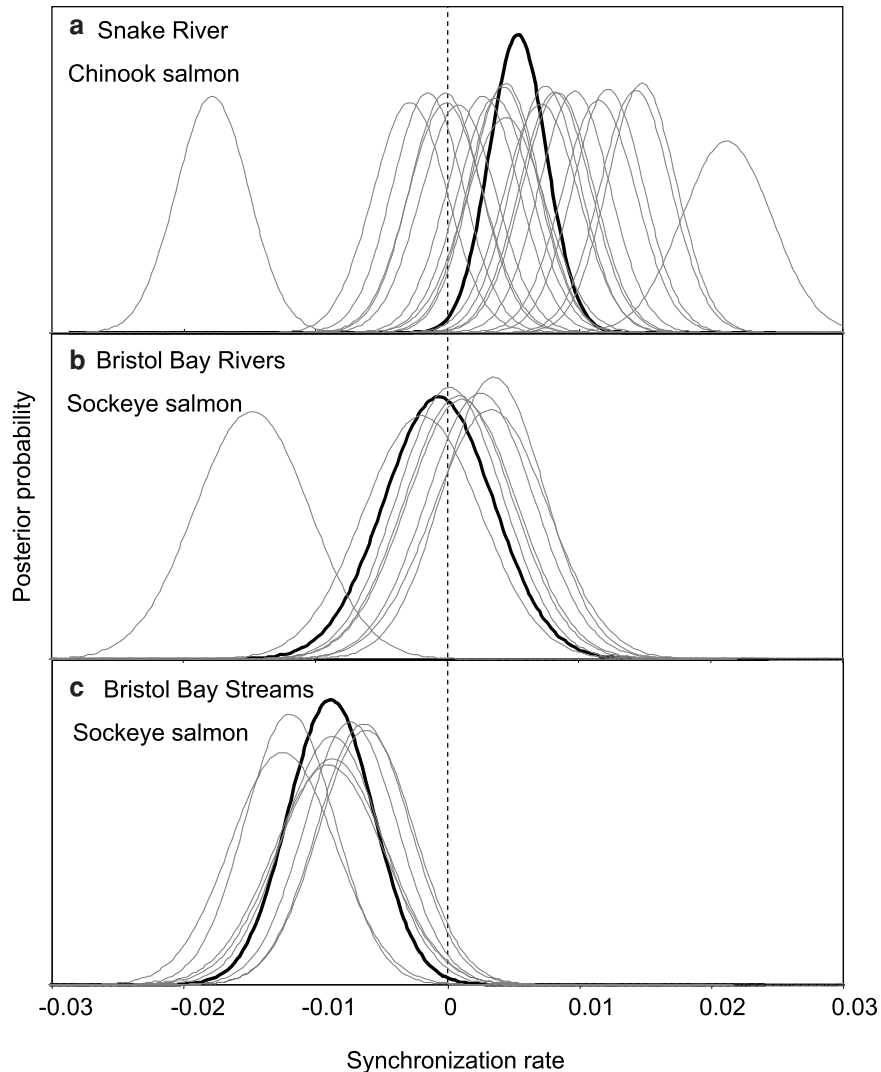 a Snake River
Chinook salmon
b Bristol Bay Rivers
Sockeye salmon
Posterior probability
c Bristol Bay Streams
Sockeye salmon
-0.03 -0.02 -0.01 0 0.01 0.02 0.03
Synchronization rate